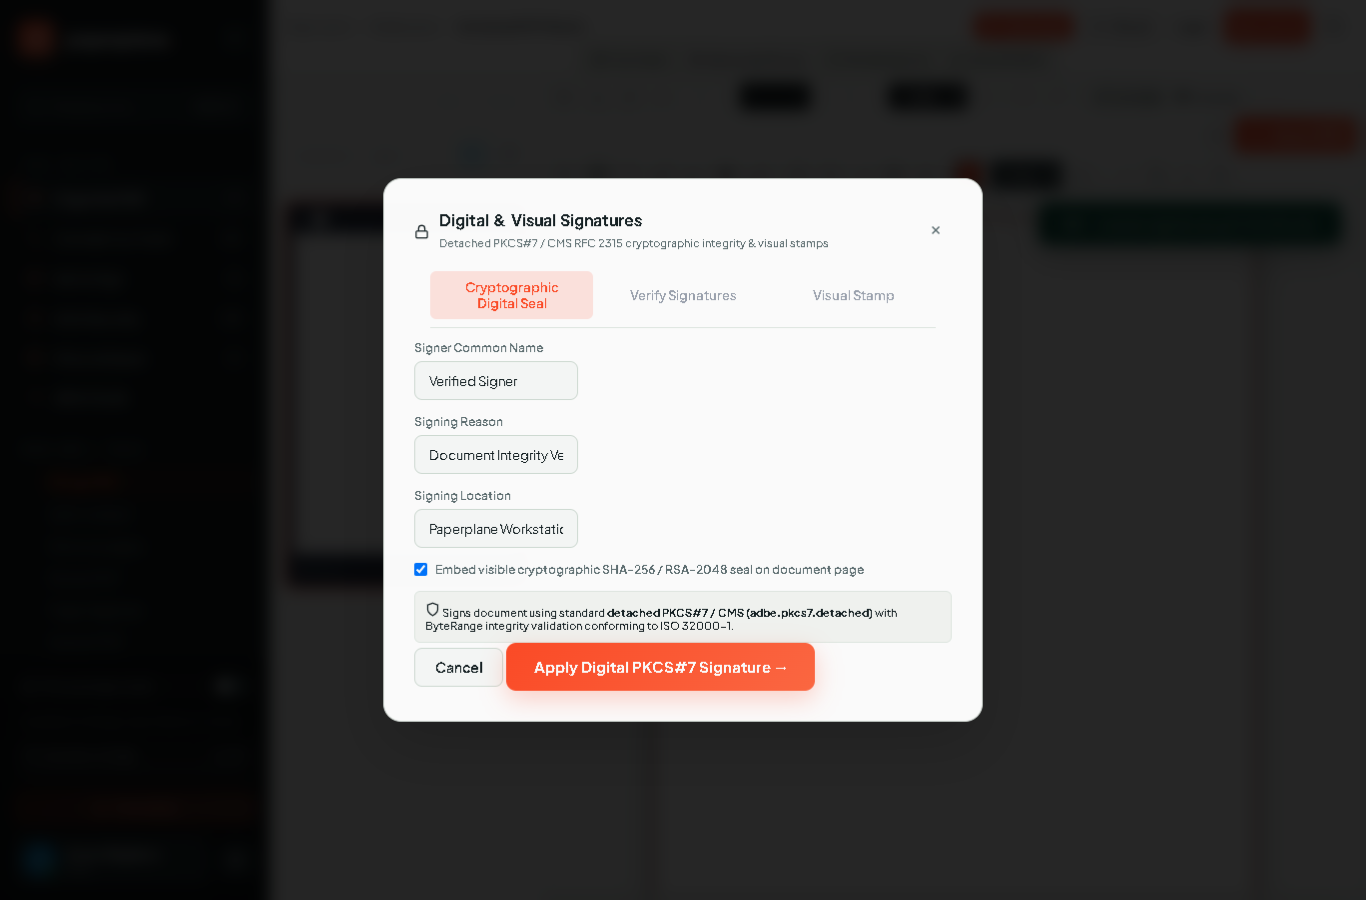 Digital & Visual Signatures
Detached PKCS#7 / CMS RFC 2315 cryptographic integrity & visual stamps
×
Cryptographic
Digital Seal
Verify Signatures
Visual Stamp
Signer Common Name
Verified Signer
Signing Reason
Document Integrity Ve
Signing Location
Paperplane Workstatic
Embed visible cryptographic SHA-256 / RSA-2048 seal on document page
Signs document using standard detached PKCS#7 / CMS (adbe.pkcs7.detached) with
ByteRange integrity validation conforming to ISO 32000-1.
Cancel
Apply Digital PKCS#7 Signature →